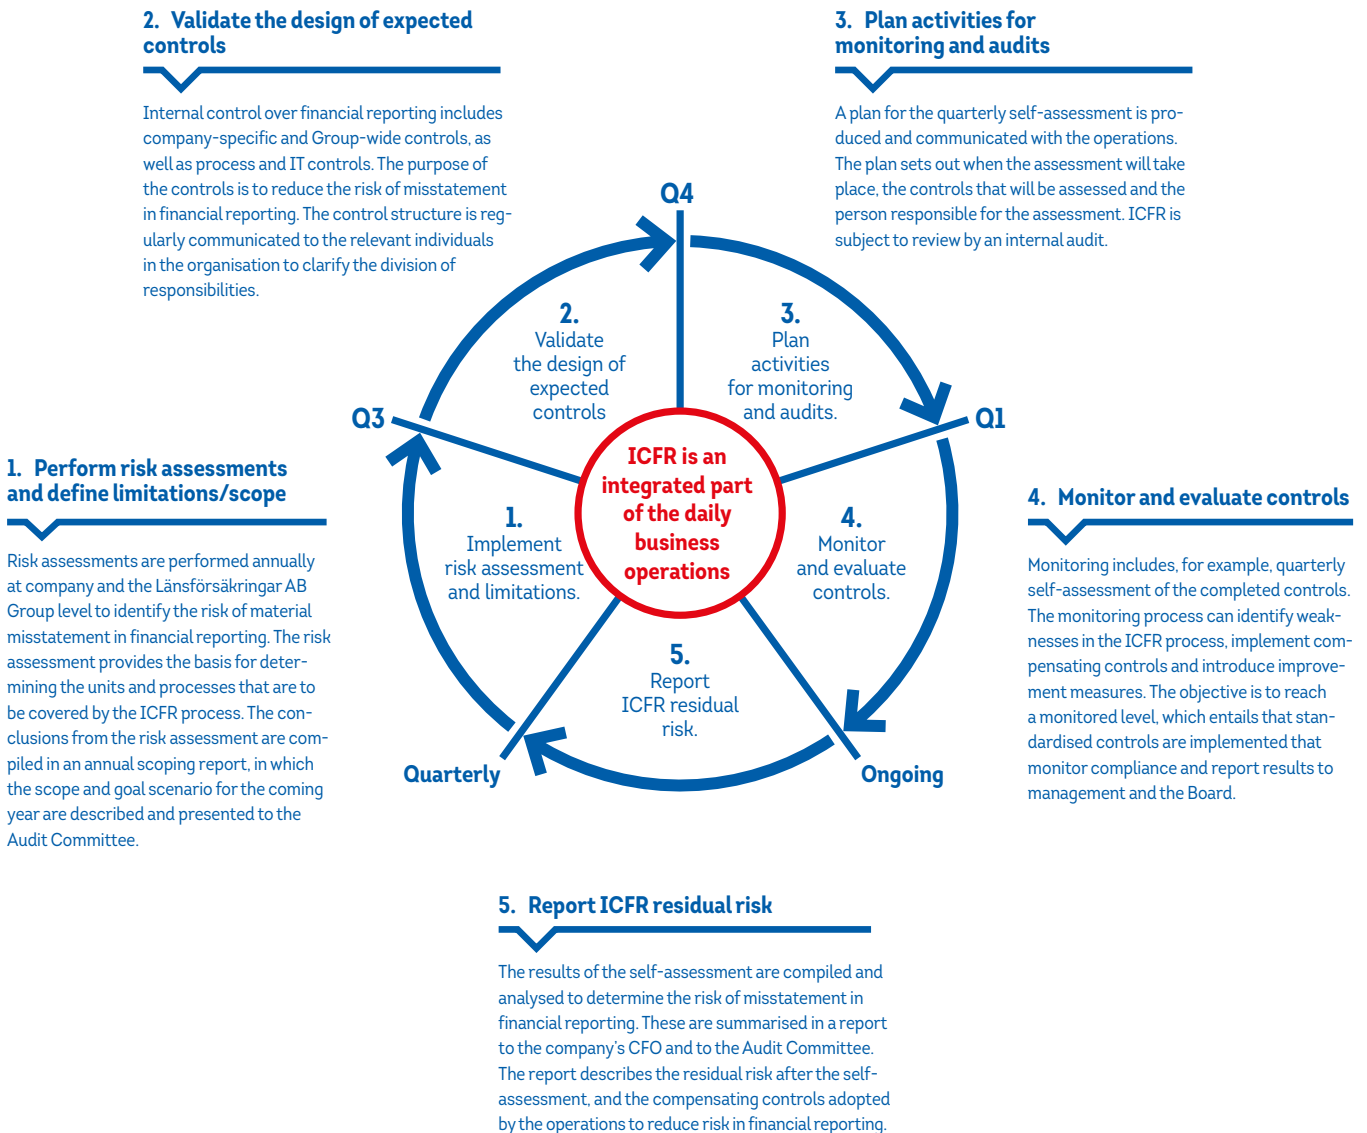 2. Validate the design of expected
controls
Internal control over financial reporting includes
company-specific and Group-wide controls, as
well as process and IT controls. The purpose of
the controls is to reduce the risk of misstatement
in financial reporting. The control structure is reg-
ularly communicated to the relevant individuals
in the organisation to clarify the division of
responsibilities.
3. Plan activities for
monitoring and audits
A plan for the quarterly self-assessment is pro-
duced and communicated with the operations.
The plan sets out when the assessment will take
place, the controls that will be assessed and the
person responsible for the assessment. ICFR is
subject to review by an internal audit.
Q4
2.
Validate
the design of
expected
controls
3.
Plan
activities
for monitoring
and audits.
Q3
Q1
ICFR is an
integrated part
of the daily
business
operations
1.
Implement
risk assessment
and limitations.
4.
Monitor
and evaluate
controls.
5.
Report
ICFR residual
risk.
Quarterly
Ongoing
1. Perform risk assessments
and define limitations/scope
Risk assessments are performed annually
at company and the Länsförsäkringar AB
Group level to identify the risk of material
misstatement in financial reporting. The risk
assessment provides the basis for deter-
mining the units and processes that are to
be covered by the ICFR process. The con-
clusions from the risk assessment are com-
piled in an annual scoping report, in which
the scope and goal scenario for the coming
year are described and presented to the
Audit Committee.
4. Monitor and evaluate controls
Monitoring includes, for example, quarterly
self-assessment of the completed controls.
The monitoring process can identify weak-
nesses in the ICFR process, implement com-
pensating controls and introduce improve-
ment measures. The objective is to reach
a monitored level, which entails that stan-
dardised controls are implemented that
monitor compliance and report results to
management and the Board.
5. Report ICFR residual risk
The results of the self-assessment are compiled and
analysed to determine the risk of misstatement in
financial reporting. These are summarised in a report
to the company's CFO and to the Audit Committee.
The report describes the residual risk after the self-
assessment, and the compensating controls adopted
by the operations to reduce risk in financial reporting.